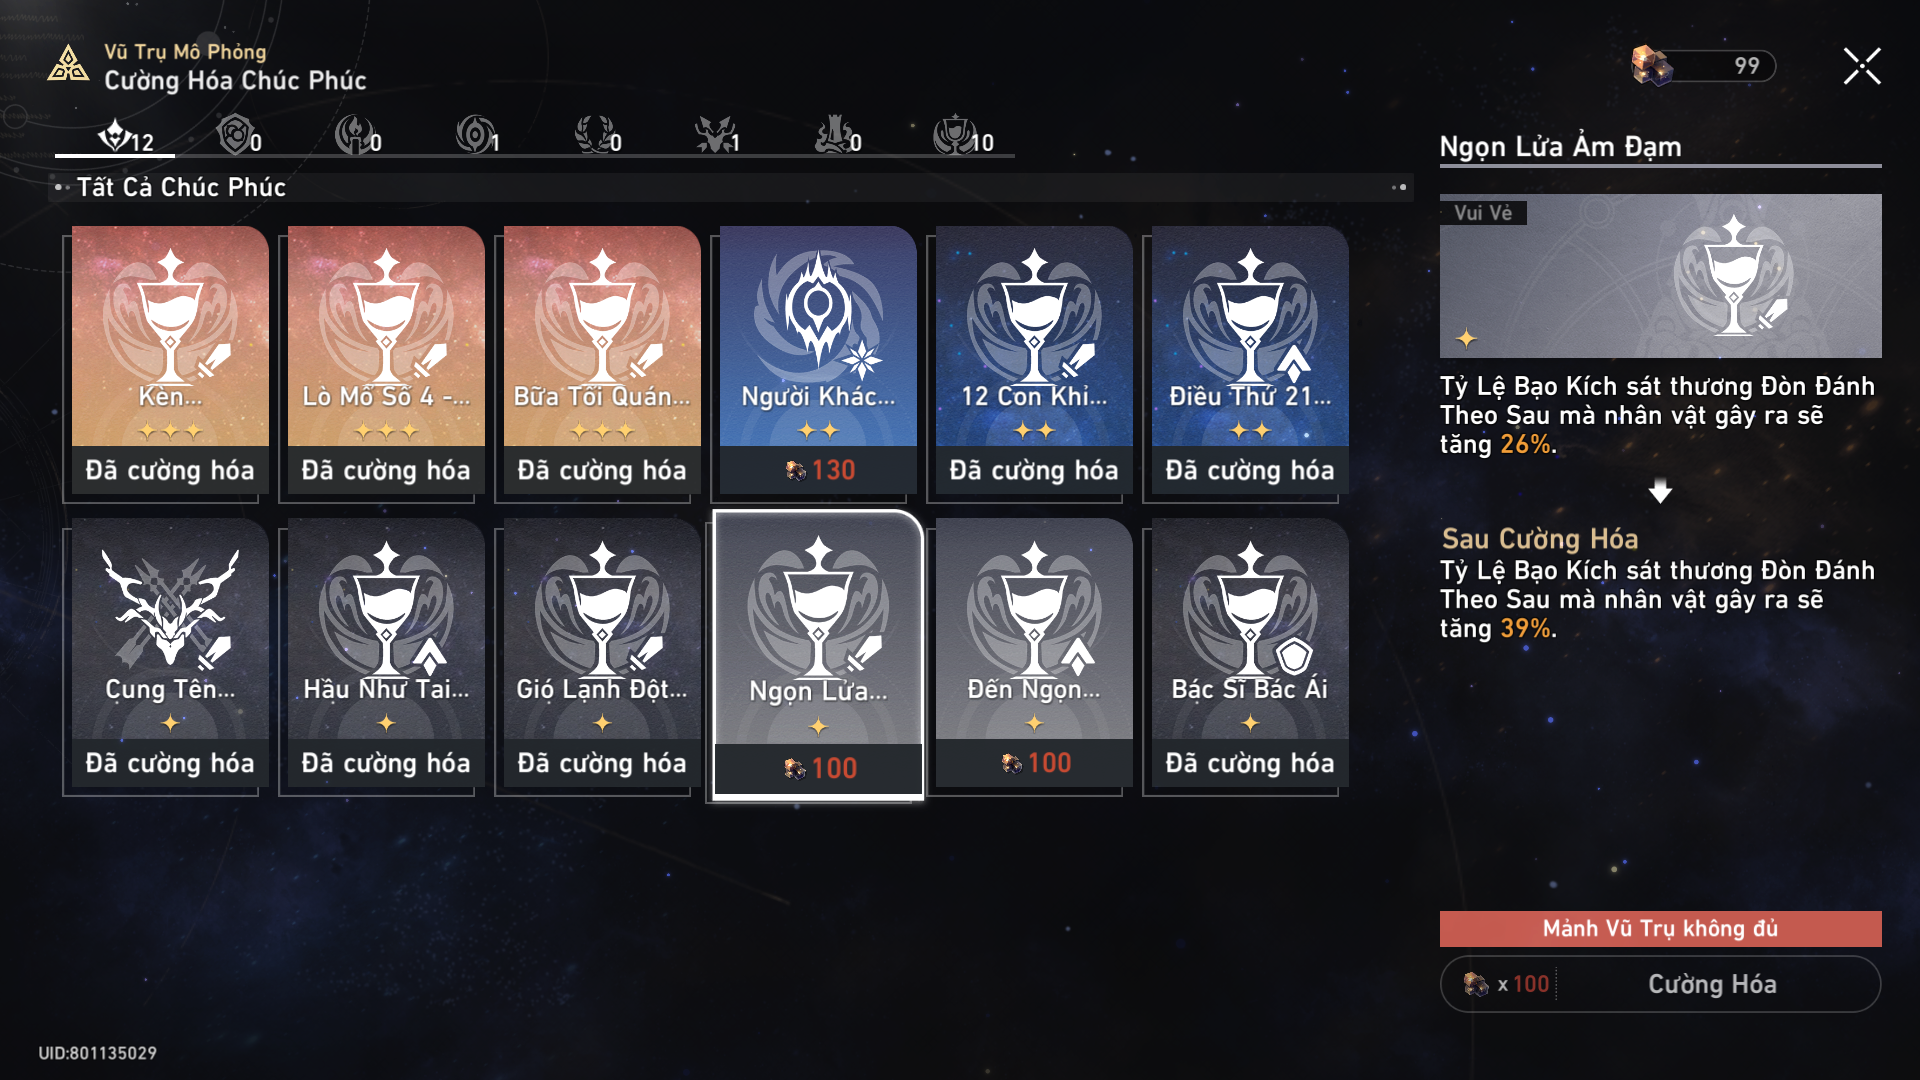 Vũ Trụ Mô Phỏng
Cường Hóa Chúc Phúc
99
12
0
0
1
0
1
0
10
Tất Cả Chúc Phúc
Kèn...
Lò Mổ Số 4 -...
Bữa Tối Quán...
Người Khác...
12 Con Khỉ...
Điều Thứ 21...
Đã cường hóa
Đã cường hóa
Đã cường hóa
130
Đã cường hóa
Đã cường hóa
Cung Tên...
Hầu Như Tai...
Gió Lạnh Đột...
Ngọn Lửa...
Đến Ngọn...
Bác Sĩ Bác Ái
Đã cường hóa
Đã cường hóa
Đã cường hóa
100
100
Đã cường hóa
Ngọn Lửa Ảm Đạm
Vui Vẻ
Tỷ Lệ Bạo Kích sát thương Đòn Đánh
Theo Sau mà nhân vật gây ra sẽ
tăng 26%.
Sau Cường Hóa
Tỷ Lệ Bạo Kích sát thương Đòn Đánh
Theo Sau mà nhân vật gây ra sẽ
tăng 39%.
Mảnh Vũ Trụ không đủ
x 100
Cường Hóa
UID:801135029